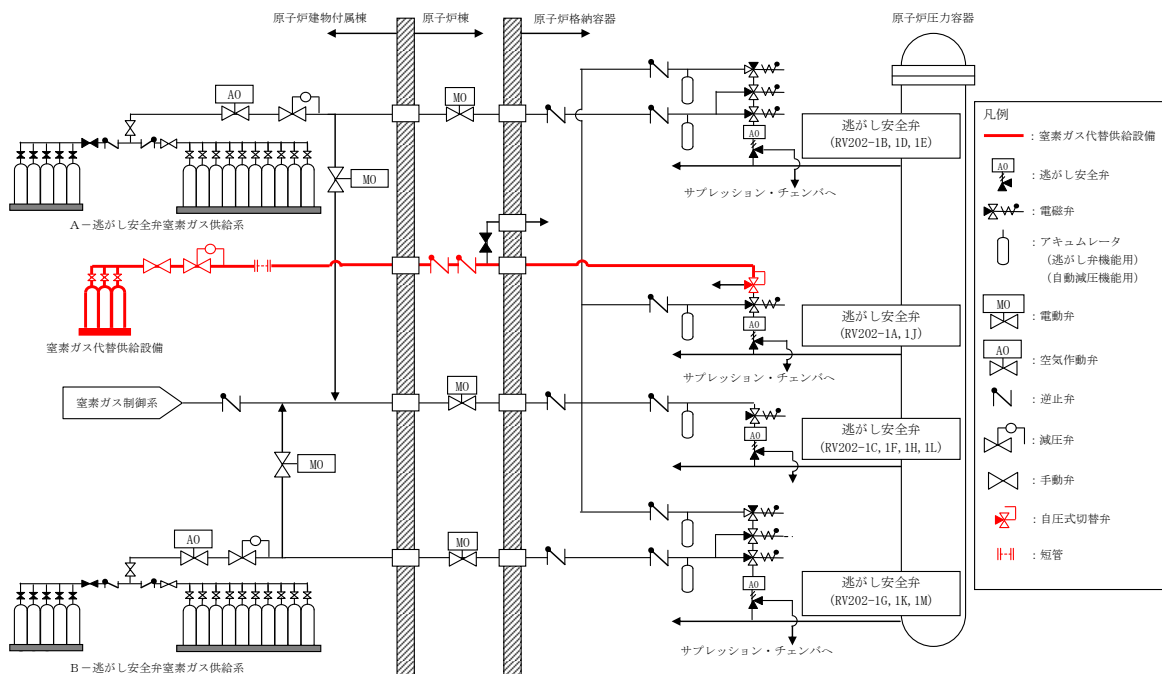 原子炉建物付属棟
原子炉棟
原子炉格納容器
原子炉圧力容器
AO
MO
MO
A-逃がし安全弁窒素ガス供給系
AO
逃がし安全弁
(RV202-1B, 1D, 1E)
サプレッション・チェンバへ
窒素ガス代替供給設備
逃がし安全弁
(RV202-1A, 1J)
AO
サプレッション・チェンバへ
窒素ガス制御系
MO
AO
逃がし安全弁
(RV202-1C, 1F, 1H, 1L)
MO
AO
MO
AO
逃がし安全弁
(RV202-1G, 1K, 1M)
サプレッション・チェンバへ
B-逃がし安全弁窒素ガス供給系
凡例
:窒素ガス代替供給設備
AO
:逃がし安全弁
:電磁弁
:アキュムレータ
(逃がし弁機能用)
(自動減圧機能用)
MO
:電動弁
AO
:空気作動弁
:逆止弁
:減圧弁
:手動弁
:自圧式切替弁
:短管